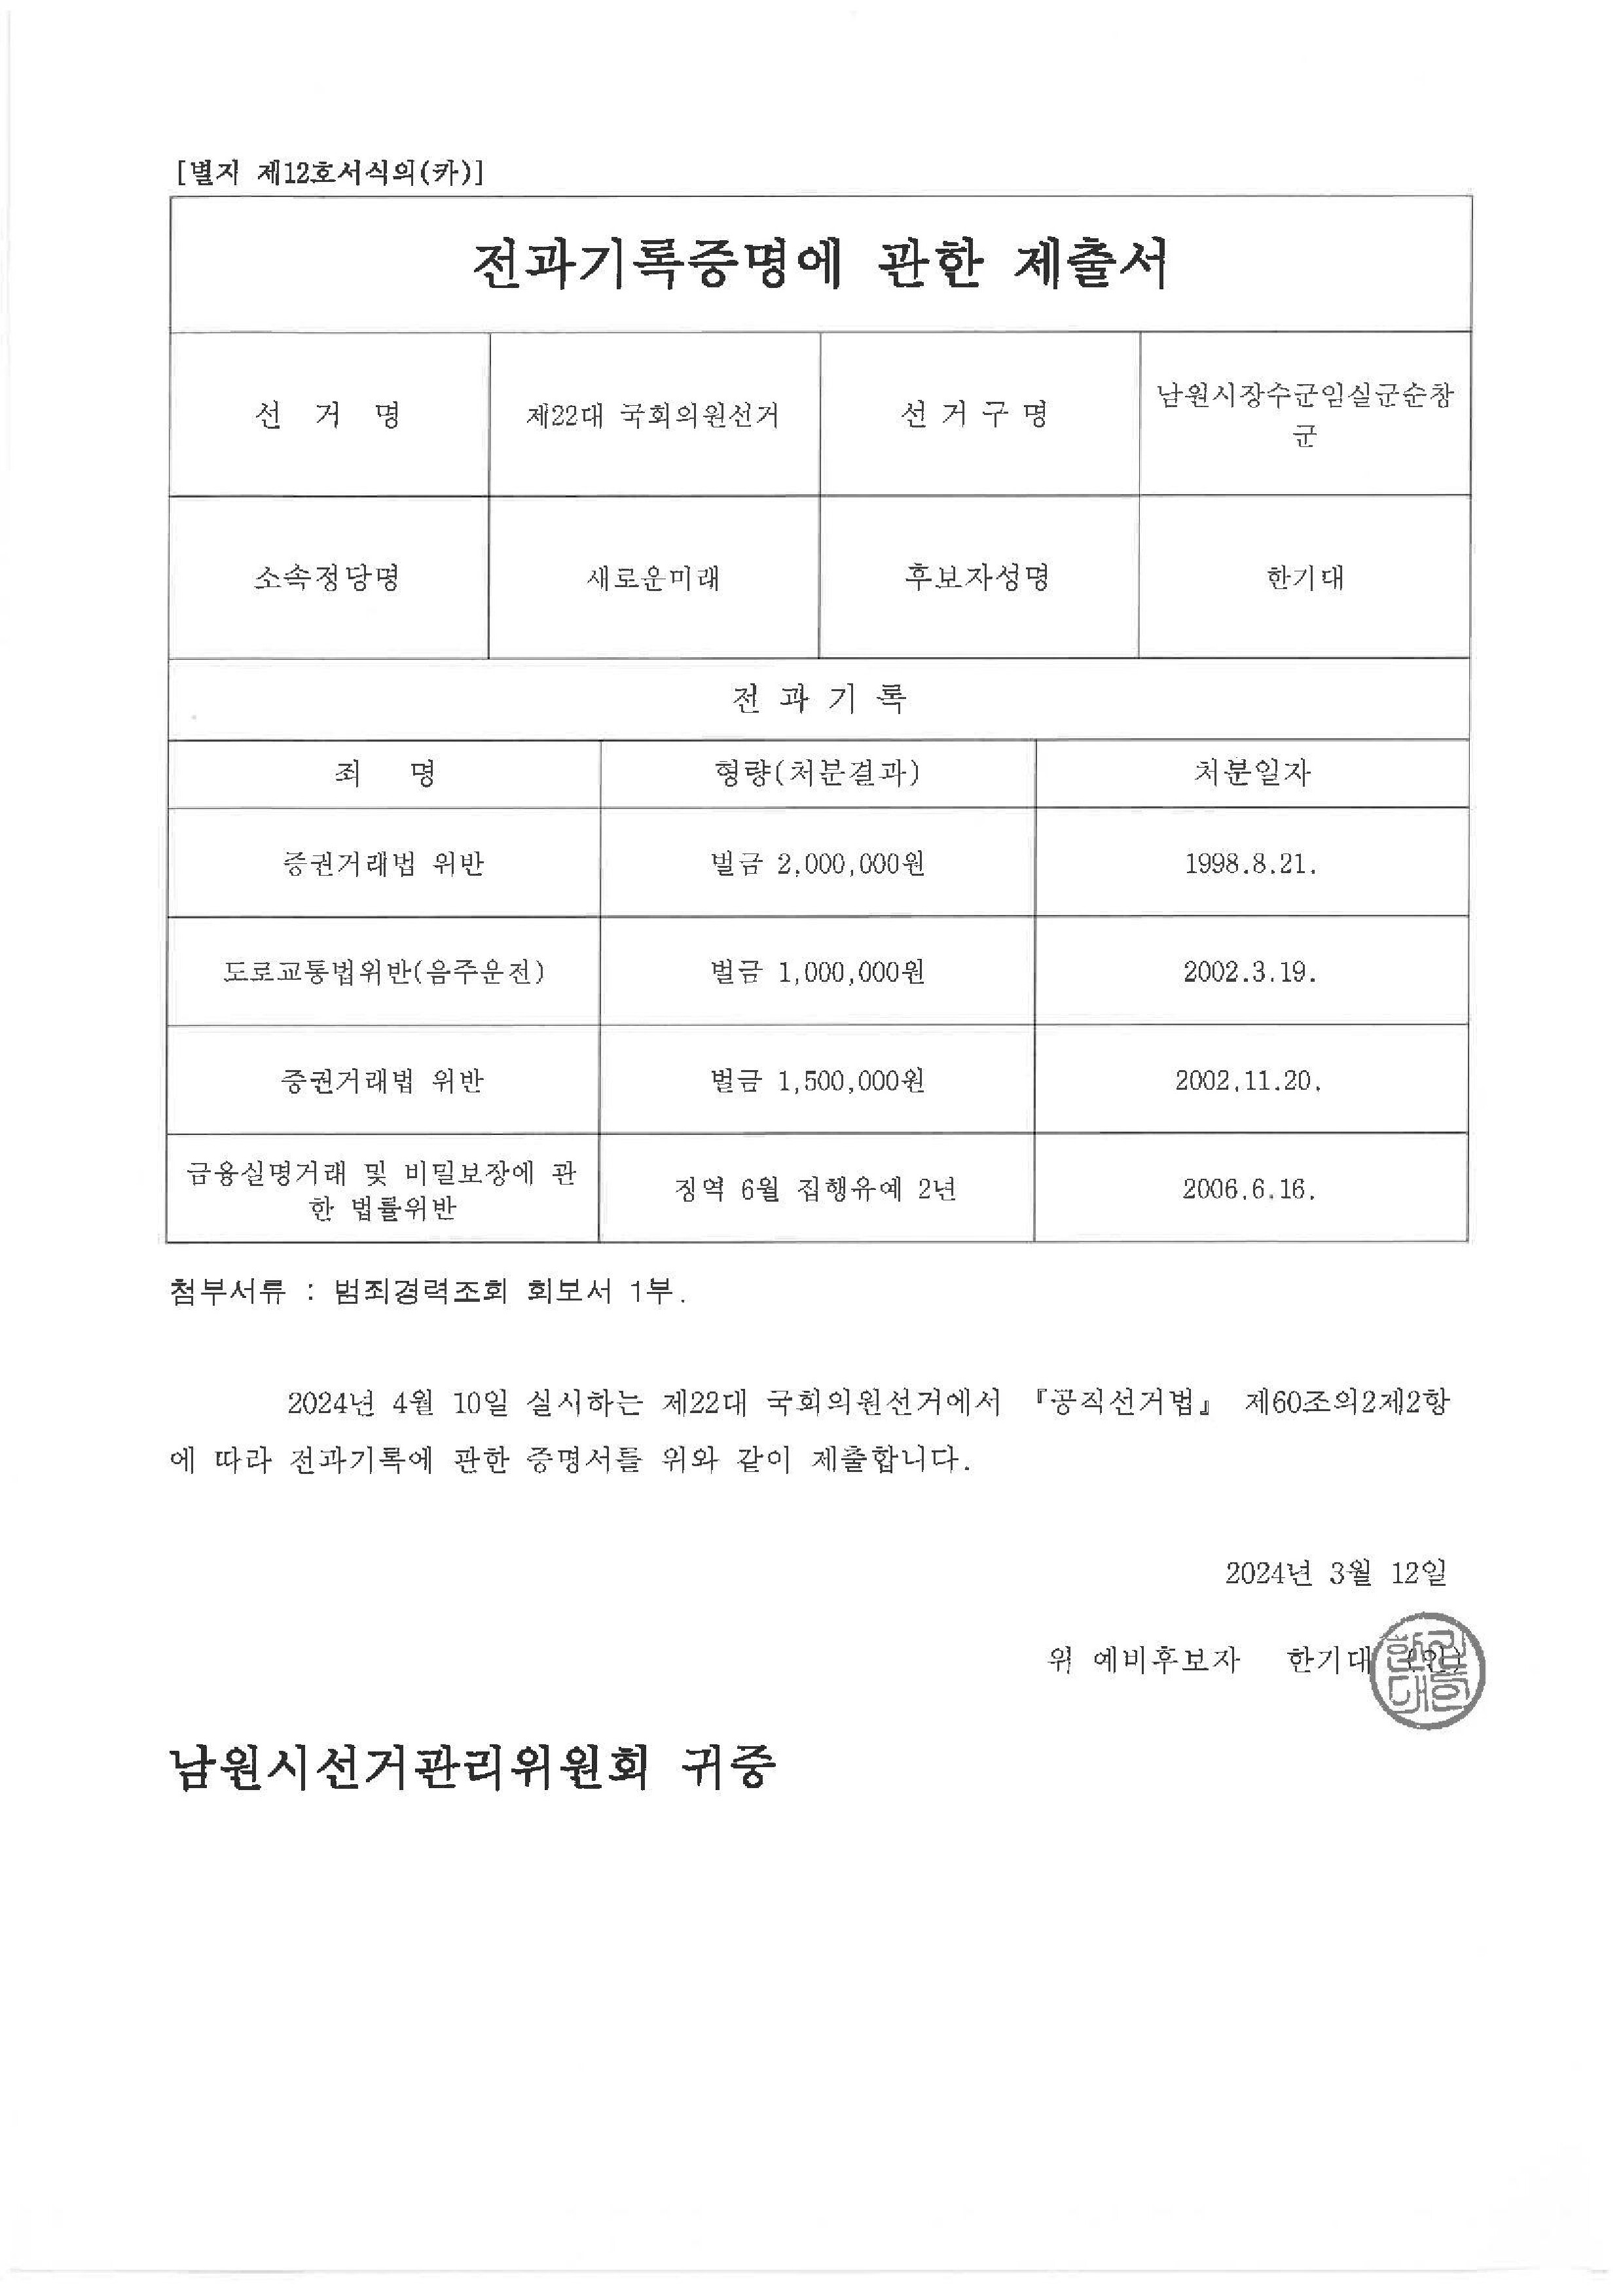 [별지 제12호서식의(카)]
전과기록증명에 관한 제출서
선 거 명 제22대 국회의원선거 선 거 구 명 남원시장수군임실군순창
군
소속정당명 새로운미래 후보자성명 한기대
전 과 기 록
죄 명 형량(처분결과) 처분일자
증권거래법 위반 벌금 2,000,000원 1998.8.21.
도로교통법위반(음주운전) 벌금 1,000,000원 2002.3.19.
증권거래법 위반 벌금 1,500,000원 2002.11.20.
금융실명거래 및 비밀보장에 관
한 법률위반 징역 6월 집행유예 2년 2006.6.16.
첨부서류 : 범죄경력조회 회보서 1부.
2024년 4월 10일 실시하는 제22대 국회의원선거에서 『공직선거법』 제60조의2제2항
에 따라 전과기록에 관한 증명서를 위와 같이 제출합니다.
2024년 3월 12일
위 예비후보자 한기대 (인)
남원시선거관리위원회 귀중